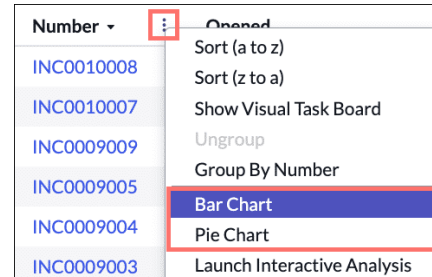 Number Opened
INC0010008
INC0010007
INC0009009
INC0009005
INC0009004
INC0009003
Sort (a to z)
Sort (z to a)
Show Visual Task Board
Ungroup
Group By Number
Bar Chart
Pie Chart
Launch Interactive Analysis